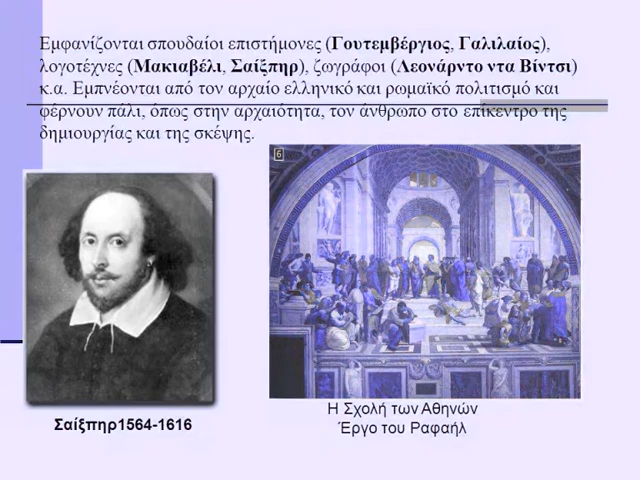 Εμφανίζονται σπουδαίοι επιστήμονες (Γουτεμβέργιος, Γαλιλαίος),
λογοτέχνες (Μακιαβέλι, Σαίξπηρ), ζωγράφοι (Λεονάρντο ντα Βίντσι)
κ.α. Εμπνέονται από τον αρχαίο ελληνικό και ρωμαϊκό πολιτισμό και
φέρνουν πάλι, όπως στην αρχαιότητα, τον άνθρωπο στο επίκεντρο της
δημιουργίας και της σκέψης.
6
Σαίξπηρ1564-1616
Η Σχολή των Αθηνών
Έργο του Ραφαήλ